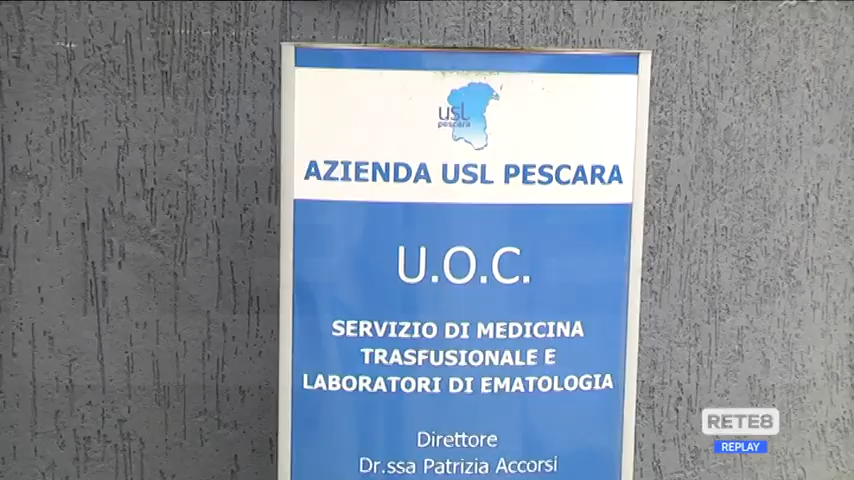 usl
pescara
AZIENDA USL PESCARA
U.O.C.
SERVIZIO DI MEDICINA
TRASFUSIONALE E
LABORATORI DI EMATOLOGIA
Direttore
Dr.ssa Patrizia Accorsi
RETE8
REPLAY